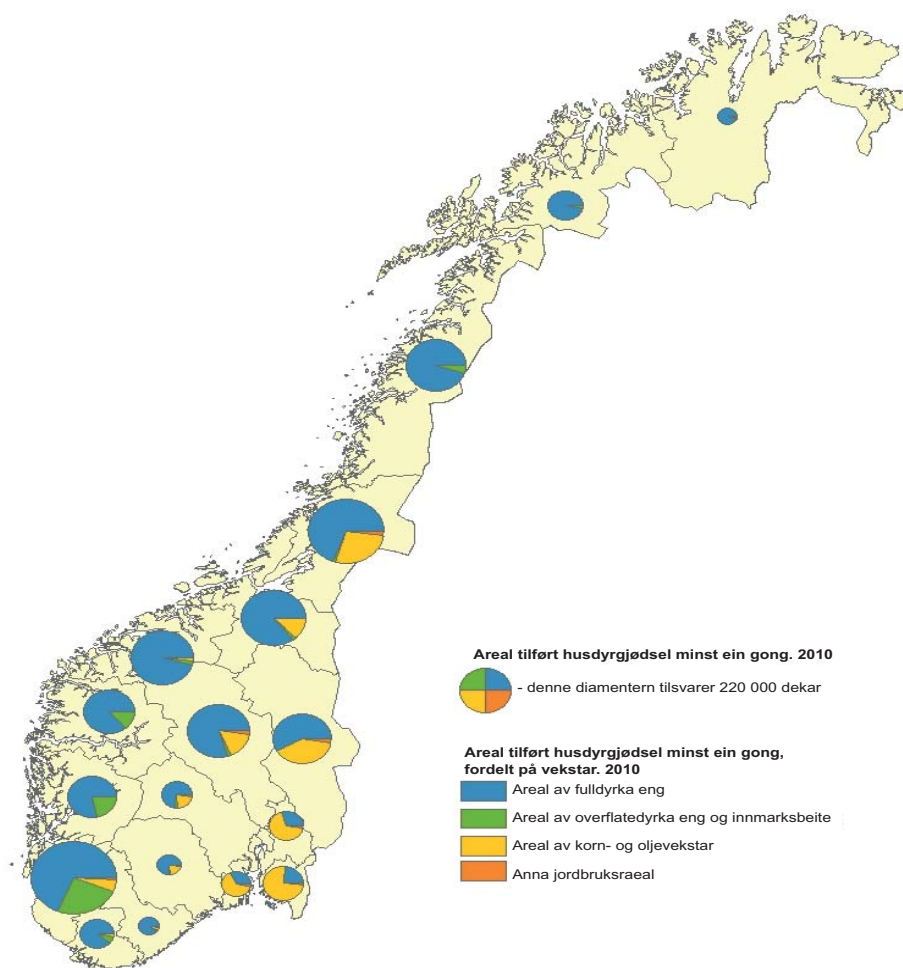 Areal tilført husdyrgjødsel minst ein gong. 2010
- denne diamentern tilsvarer 220 000 dekar
Areal tilført husdyrgjødsel minst ein gong,
fordelt på vekstar. 2010
Areal av fulldyrka eng
Areal av overflatedyrka eng og innmarksbeite
Areal av korn- og oljevekstar
Anna jordbruksraeal